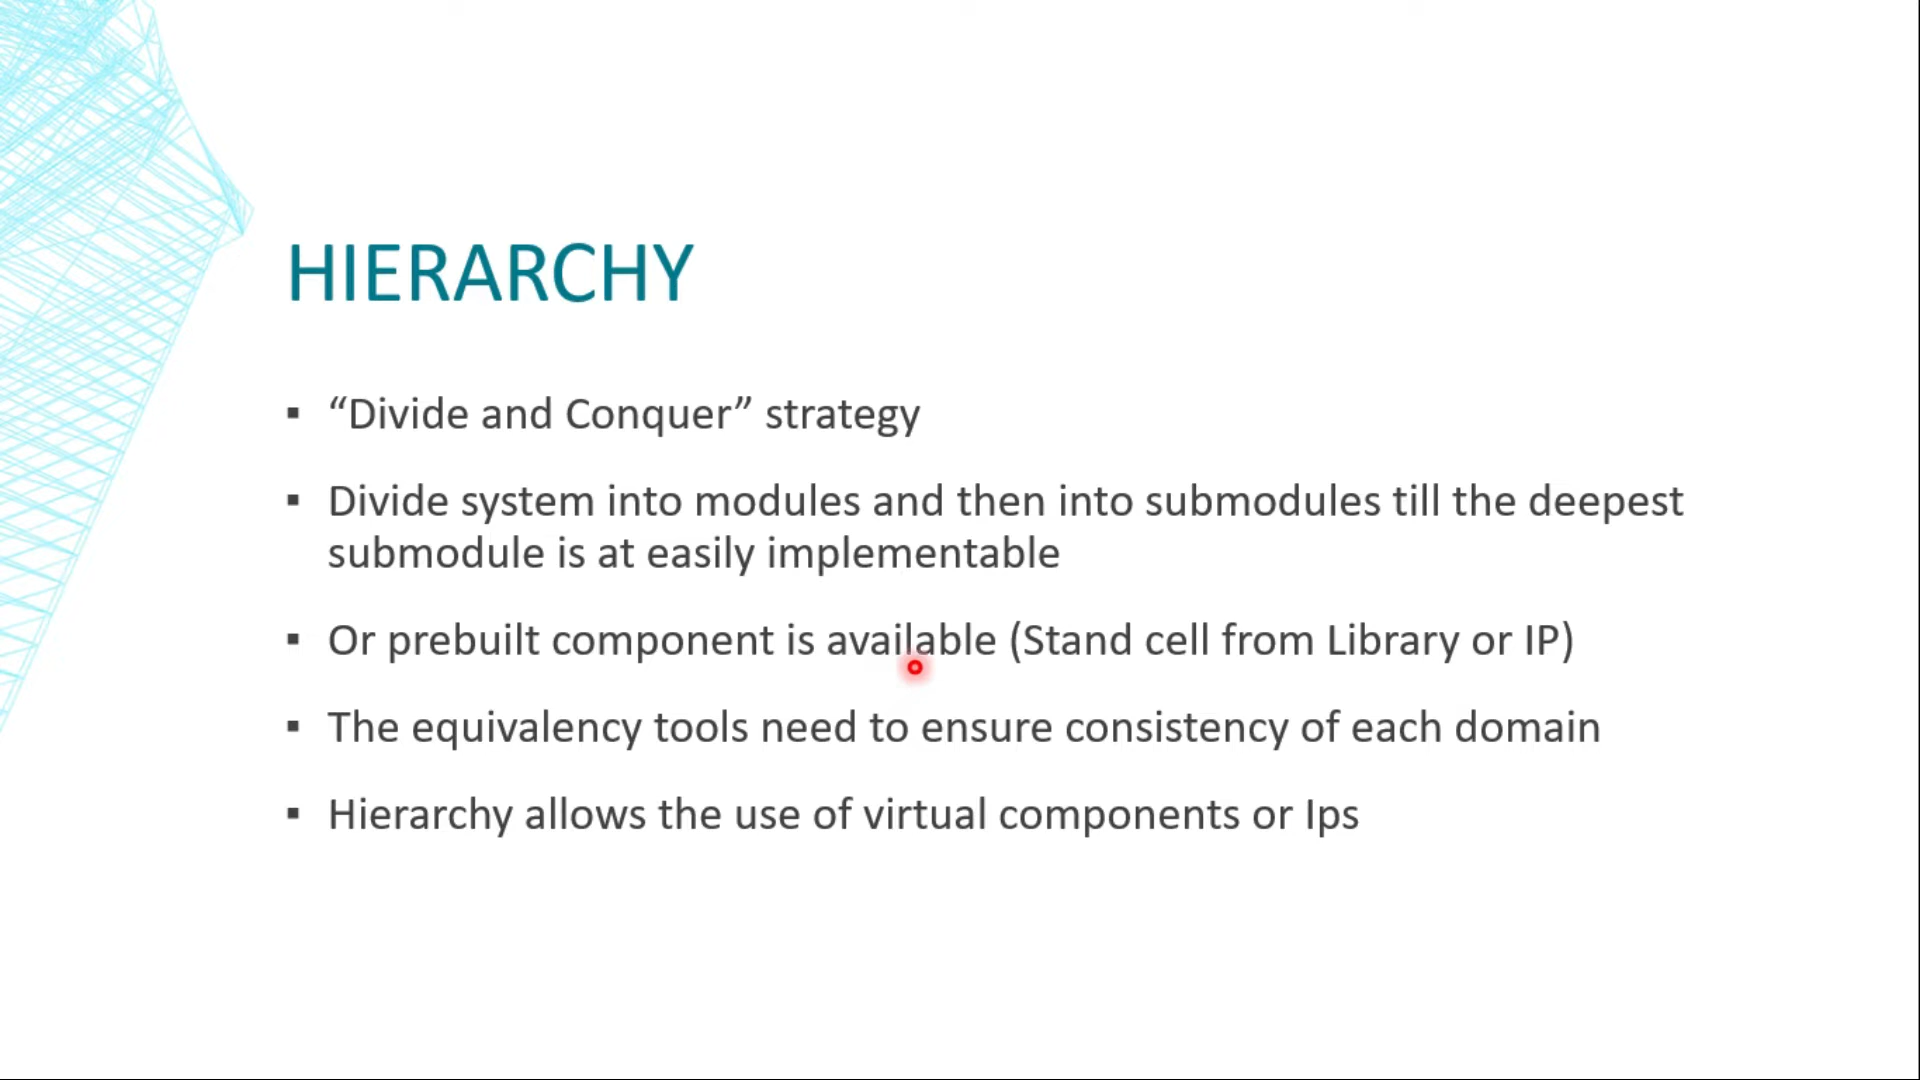 HIERARCHY
▪ “Divide and Conquer” strategy
▪ Divide system into modules and then into submodules till the deepest
submodule is at easily implementable
▪ Or prebuilt component is available (Stand cell from Library or IP)
▪ The equivalency tools need to ensure consistency of each domain
▪ Hierarchy allows the use of virtual components or Ips